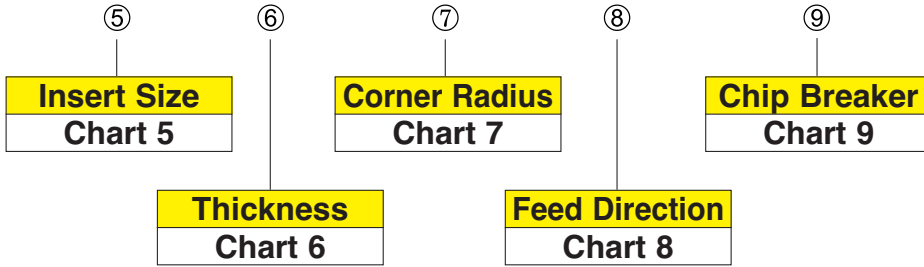 ⑤ ⑥ ⑦ ⑧ ⑨
Insert Size
Chart 5
Corner Radius
Chart 7
Chip Breaker
Chart 9
Thickness
Chart 6
Feed Direction
Chart 8